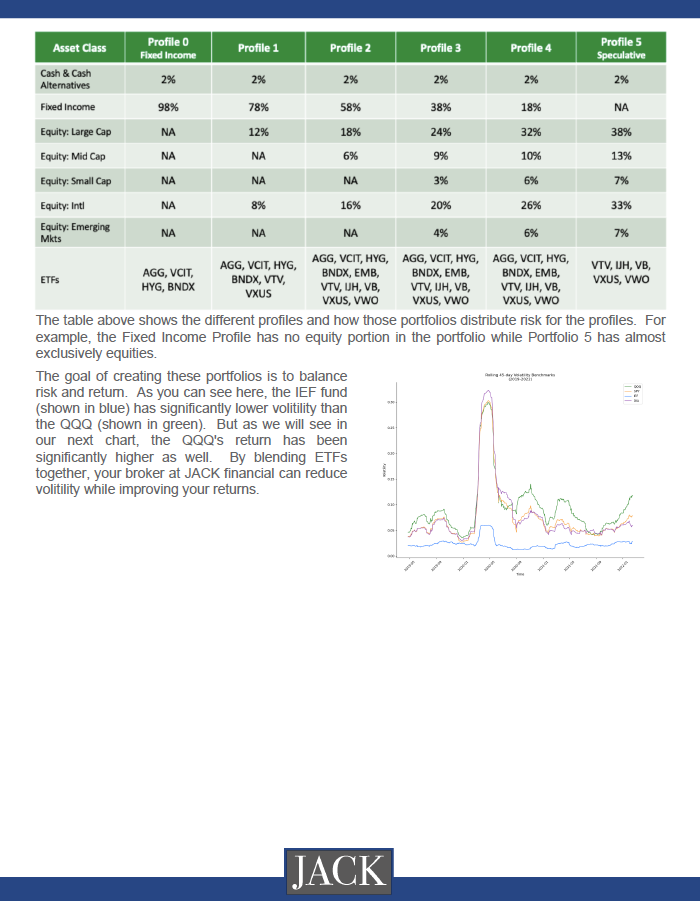 Asset Class Profile 0 Fixed Income Profile 1 Profile 2 Profile 3 Profile 4 Profile 5 Speculative
Cash & Cash Alternatives 2% 2% 2% 2% 2% 2%
Fixed Income 98% 78% 58% 38% 18% NA
Equity: Large Cap NA 12% 18% 24% 32% 38%
Equity: Mid Cap NA NA 6% 9% 10% 13%
Equity: Small Cap NA NA NA 3% 6% 7%
Equity: Intl NA 8% 16% 20% 26% 33%
Equity: Emerging Mkts NA NA NA 4% 6% 7%
ETFs AGG, VCIT, HYG, BNDX AGG, VCIT, HYG, BNDX, VTV, VXUS AGG, VCIT, HYG, BNDX, EMB, VTV, IJH, VB, VXUS, VWO AGG, VCIT, HYG, BNDX, EMB, VTV, IJH, VB, VXUS, VWO AGG, VCIT, HYG, BNDX, EMB, VTV, IJH, VB, VXUS, VWO VTV, IJH, VB, VXUS, VWO
The table above shows the different profiles and how those portfolios distribute risk for the profiles. For
example, the Fixed Income Profile has no equity portion in the portfolio while Portfolio 5 has almost
exclusively equities.
The goal of creating these portfolios is to balance
risk and return. As you can see here, the IEF fund
(shown in blue) has significantly lower volitility than
the QQQ (shown in green). But as we will see in
our next chart, the QQQ's return has been
significantly higher as well. By blending ETFs
together, your broker at JACK financial can reduce
volitility while improving your returns.
Rolling 45-day Volatility Benchmarks
(2019-2021)
QQQ
IEF
Time
JACK